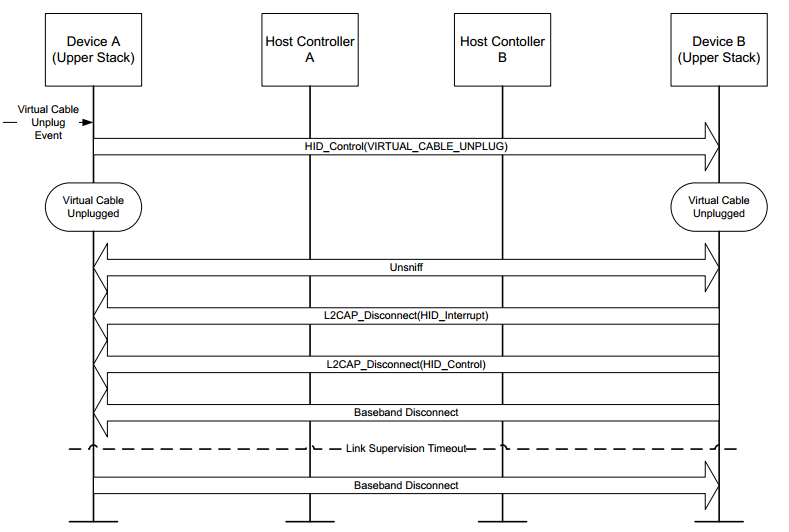 Device A
(Upper Stack)
Host Controller
A
Host Contoller
B
Device B
(Upper Stack)
Virtual Cable
Unplug
Event
HID_Control(VIRTUAL_CABLE_UNPLUG)
Virtual Cable
Unplugged
Virtual Cable
Unplugged
Unsniff
L2CAP_Disconnect(HID_Interrupt)
L2CAP_Disconnect(HID_Control)
Baseband Disconnect
Link Supervision Timeout
Baseband Disconnect